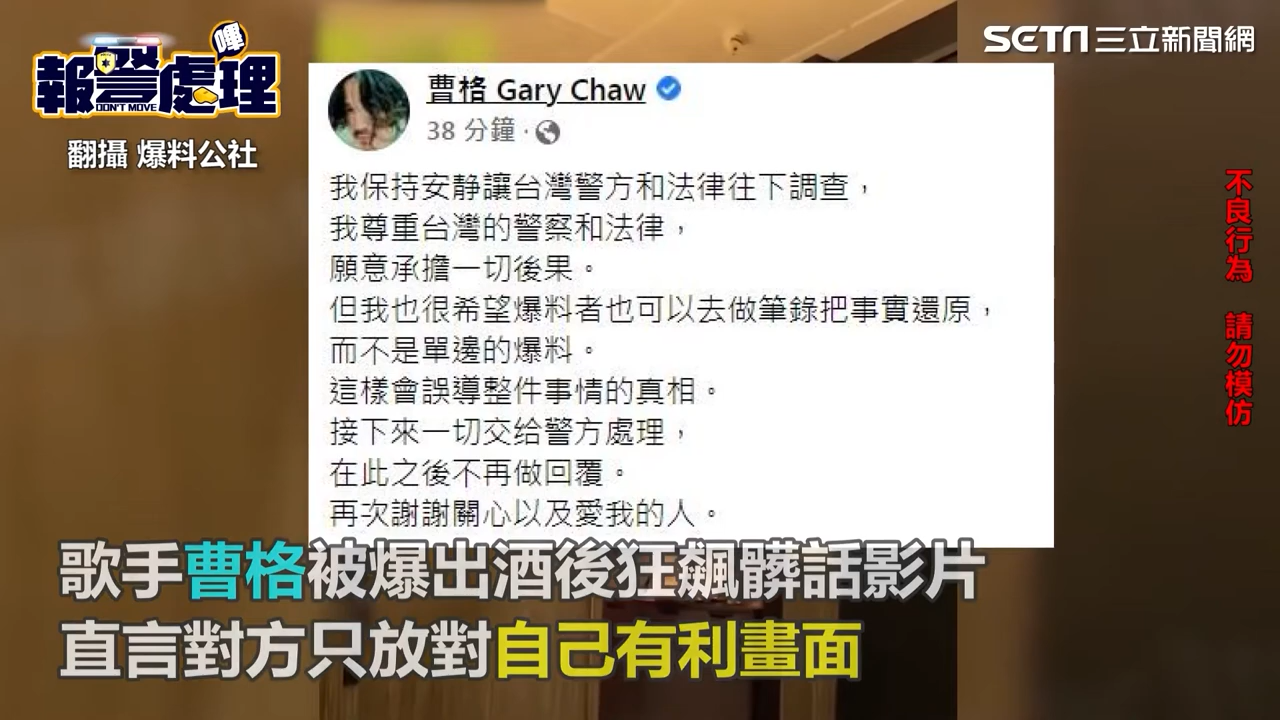 嗶
報警處理
DON'T MOVE
翻攝 爆料公社
SETN三立新聞網
曹格 Gary Chaw
38 分鐘 ·
我保持安静讓台灣警方和法律往下調查，
我尊重台灣的警察和法律，
願意承擔一切後果。
但我也很希望爆料者也可以去做筆錄把事實還原，
而不是單邊的爆料。
這樣會誤導整件事情的真相。
接下來一切交给警方處理，
在此之後不再做回覆。
再次謝謝關心以及愛我的人。
不良行為 請勿模仿
歌手曹格被爆出酒後狂飆髒話影片
直言對方只放對自己有利畫面